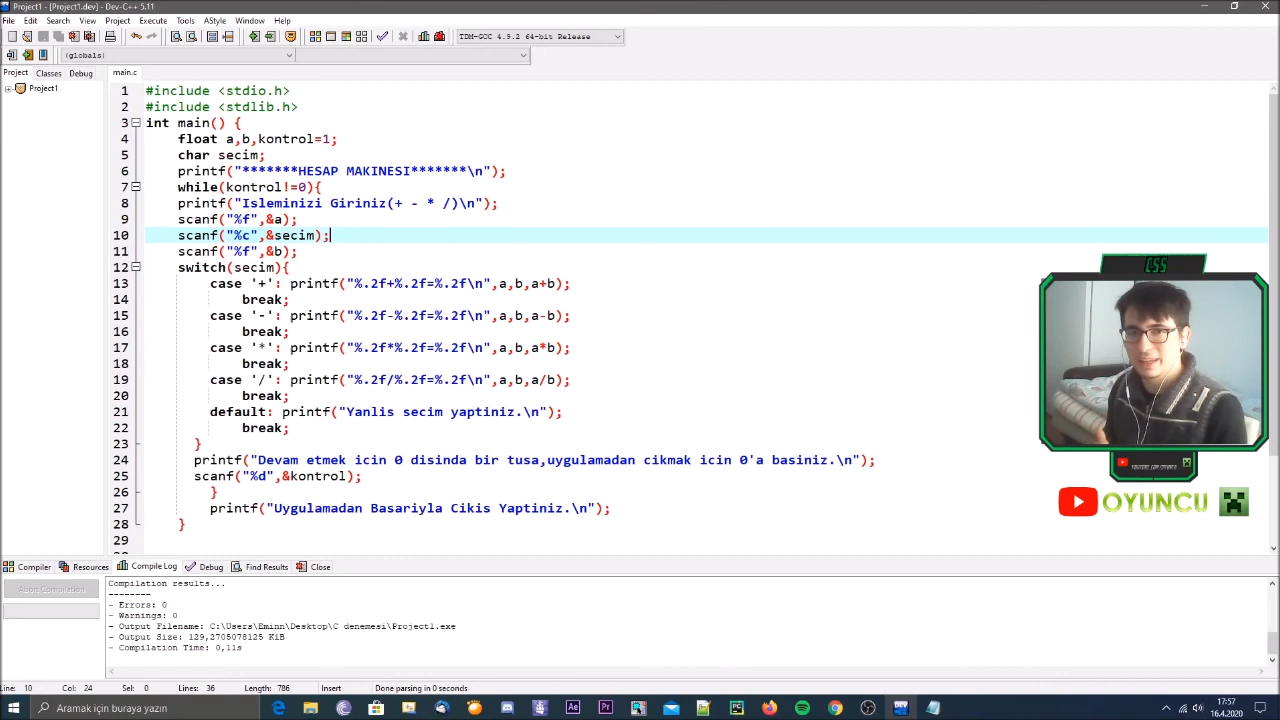 Project1 - [Project1.dev] - Dev-C++ 5.11
File Edit Search View Project Execute Tools AStyle Window Help
TDM-GCC 4.5.2 64-bit Release
(globals)
Project Classes Debug
main.c
Project1
1 #include <stdio.h>
2 #include <stdlib.h>
3 int main() {
4 float a,b,kontrol=1;
5 char secim;
6 printf("*******HESAP MAKINESI*******\n");
7 while(kontrol!=0){
8 printf("Isleminizi Giriniz(+ - * /)\n");
9 scanf("%f",&a);
10 scanf("%c",&secim);
11 scanf("%f",&b);
12 switch(secim){
13 case '+': printf("%.2f+%.2f=%.2f\n",a,b,a+b);
14 break;
15 case '-': printf("%.2f-%.2f=%.2f\n",a,b,a-b);
16 break;
17 case '*': printf("%.2f*%.2f=%.2f\n",a,b,a*b);
18 break;
19 case '/': printf("%.2f/%.2f=%.2f\n",a,b,a/b);
20 break;
21 default: printf("Yanlis secim yaptiniz.\n");
22 break;
23 }
24 printf("Devam etmek icin 0 disinda bir tusa,uygulamadan cikmak icin 0'a basiniz.\n");
25 scanf("%d",&kontrol);
26 }
27 printf("Uygulamadan Basariyla Cikis Yaptiniz.\n");
28 }
29
CSS
OYUNCU
Compiler Resources Compile Log Debug Find Results Close
Abort Compilation
Compilation results...
--------
- Errors: 0
- Warnings: 0
- Output Filename: C:\Users\Eminn\Desktop\C denemesi\Project1.exe
- Output Size: 129,2705078125 KiB
- Compilation Time: 0,11s
Line: 10 Col: 24 Sel: 0 Lines: 36 Length: 786 Insert Done parsing in 0 seconds
Aramak için buraya yazın
Ae Pr
17:57
16.4.2020